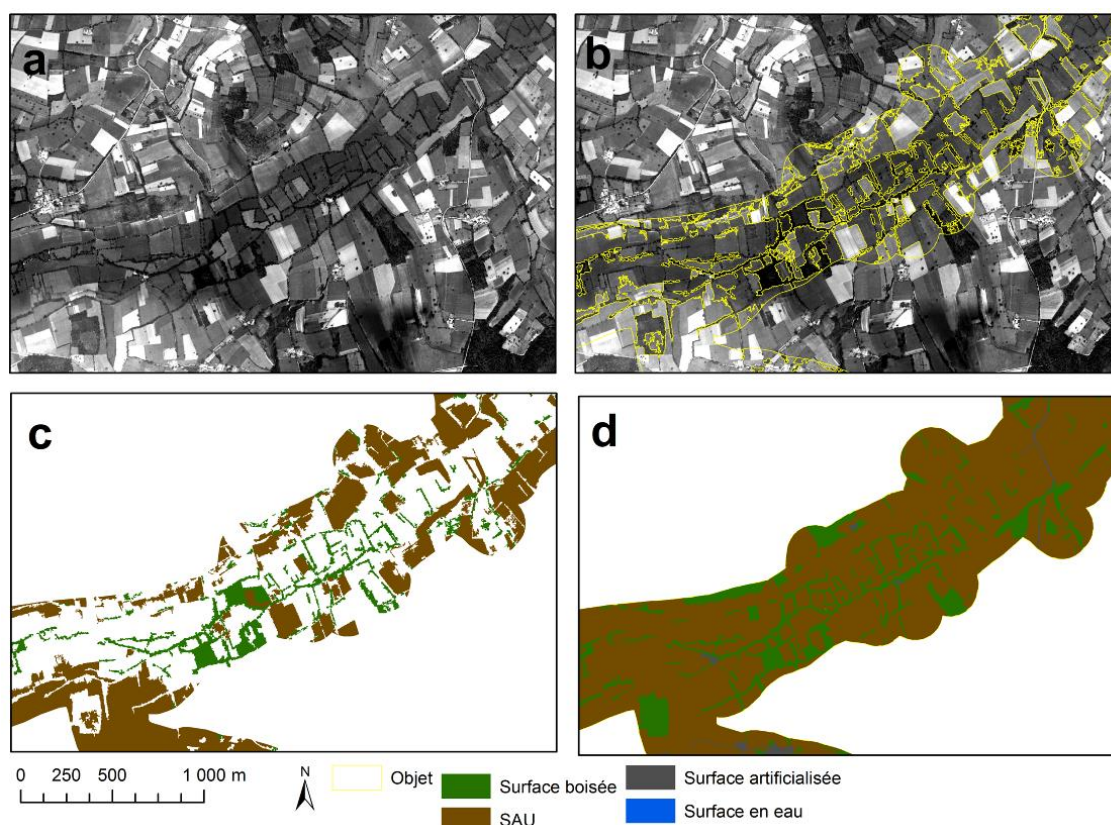 a
b
c
d
0 250 500 1 000 m
N
Objet
Surface boisée
SAU
Surface artificialisée
Surface en eau